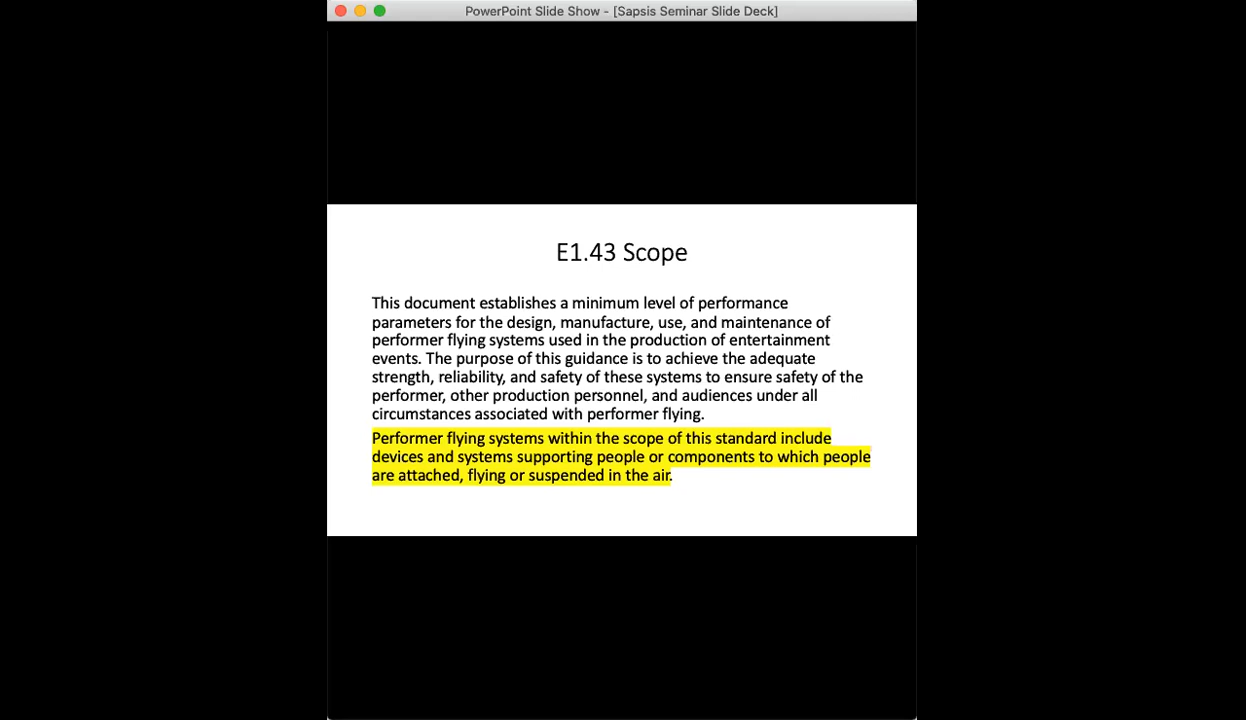 PowerPoint Slide Show - [Sapsis Seminar Slide Deck]
E1.43 Scope
This document establishes a minimum level of performance
parameters for the design, manufacture, use, and maintenance of
performer flying systems used in the production of entertainment
events. The purpose of this guidance is to achieve the adequate
strength, reliability, and safety of these systems to ensure safety of the
performer, other production personnel, and audiences under all
circumstances associated with performer flying.
Performer flying systems within the scope of this standard include
devices and systems supporting people or components to which people
are attached, flying or suspended in the air.